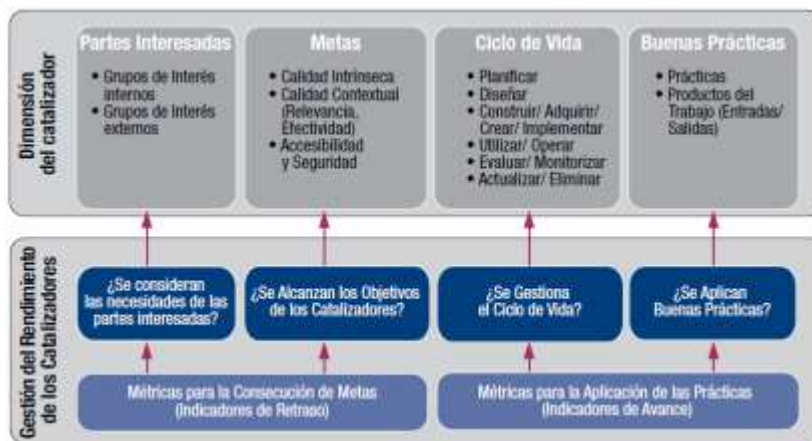 Dimensión
del catalizador
Partes Interesadas
• Grupos de Interés
internos
• Grupos de Interés
externos
Metas
• Calidad Intrínseca
• Calidad Contextual
(Relevancia,
Efectividad)
• Accesibilidad
y Seguridad
Ciclo de Vida
• Planificar
• Diseñar
• Construir/ Adquirir/
Crear/ Implementar
• Utilizar/ Operar
• Evaluar/ Monitorizar
• Actualizar/ Eliminar
Buenas Prácticas
• Prácticas
• Productos del
Trabajo (Entradas/
Salidas)
Gestión del Rendimiento
de los Catalizadores
¿Se consideran
las necesidades de las
partes interesadas?
¿Se Alcanzan los Objetivos
de los Catalizadores?
¿Se Gestiona
el Ciclo de Vida?
¿Se Aplican
Buenas Prácticas?
Métricas para la Consecución de Metas
(Indicadores de Retraso)
Métricas para la Aplicación de las Prácticas
(Indicadores de Avance)